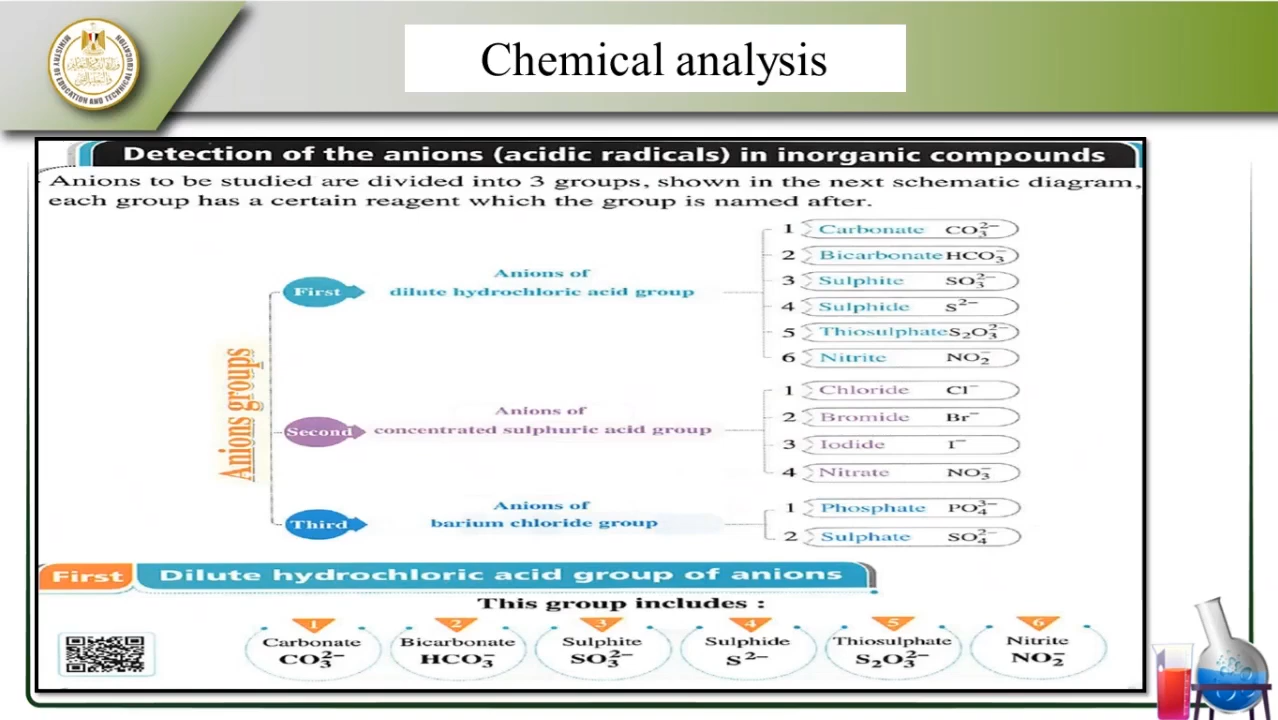 Chemical analysis
MINISTRY OF EDUCATION AND TECHNICAL EDUCATION
Detection of the anions (acidic radicals) in inorganic compounds
Anions to be studied are divided into 3 groups, shown in the next schematic diagram,
each group has a certain reagent which the group is named after.
Anions groups
First
Anions of
dilute hydrochloric acid group
1 Carbonate CO₃²⁻
2 Bicarbonate HCO₃⁻
3 Sulphite SO₃²⁻
4 Sulphide S²⁻
5 Thiosulphate S₂O₃²⁻
6 Nitrite NO₂⁻
Second
Anions of
concentrated sulphuric acid group
1 Chloride Cl⁻
2 Bromide Br⁻
3 Iodide I⁻
4 Nitrate NO₃⁻
Third
Anions of
barium chloride group
1 Phosphate PO₄³⁻
2 Sulphate SO₄²⁻
First Dilute hydrochloric acid group of anions
This group includes :
1 2 3 4 5 6
Carbonate Bicarbonate Sulphite Sulphide Thiosulphate Nitrite
CO₃²⁻ HCO₃⁻ SO₃²⁻ S²⁻ S₂O₃²⁻ NO₂⁻